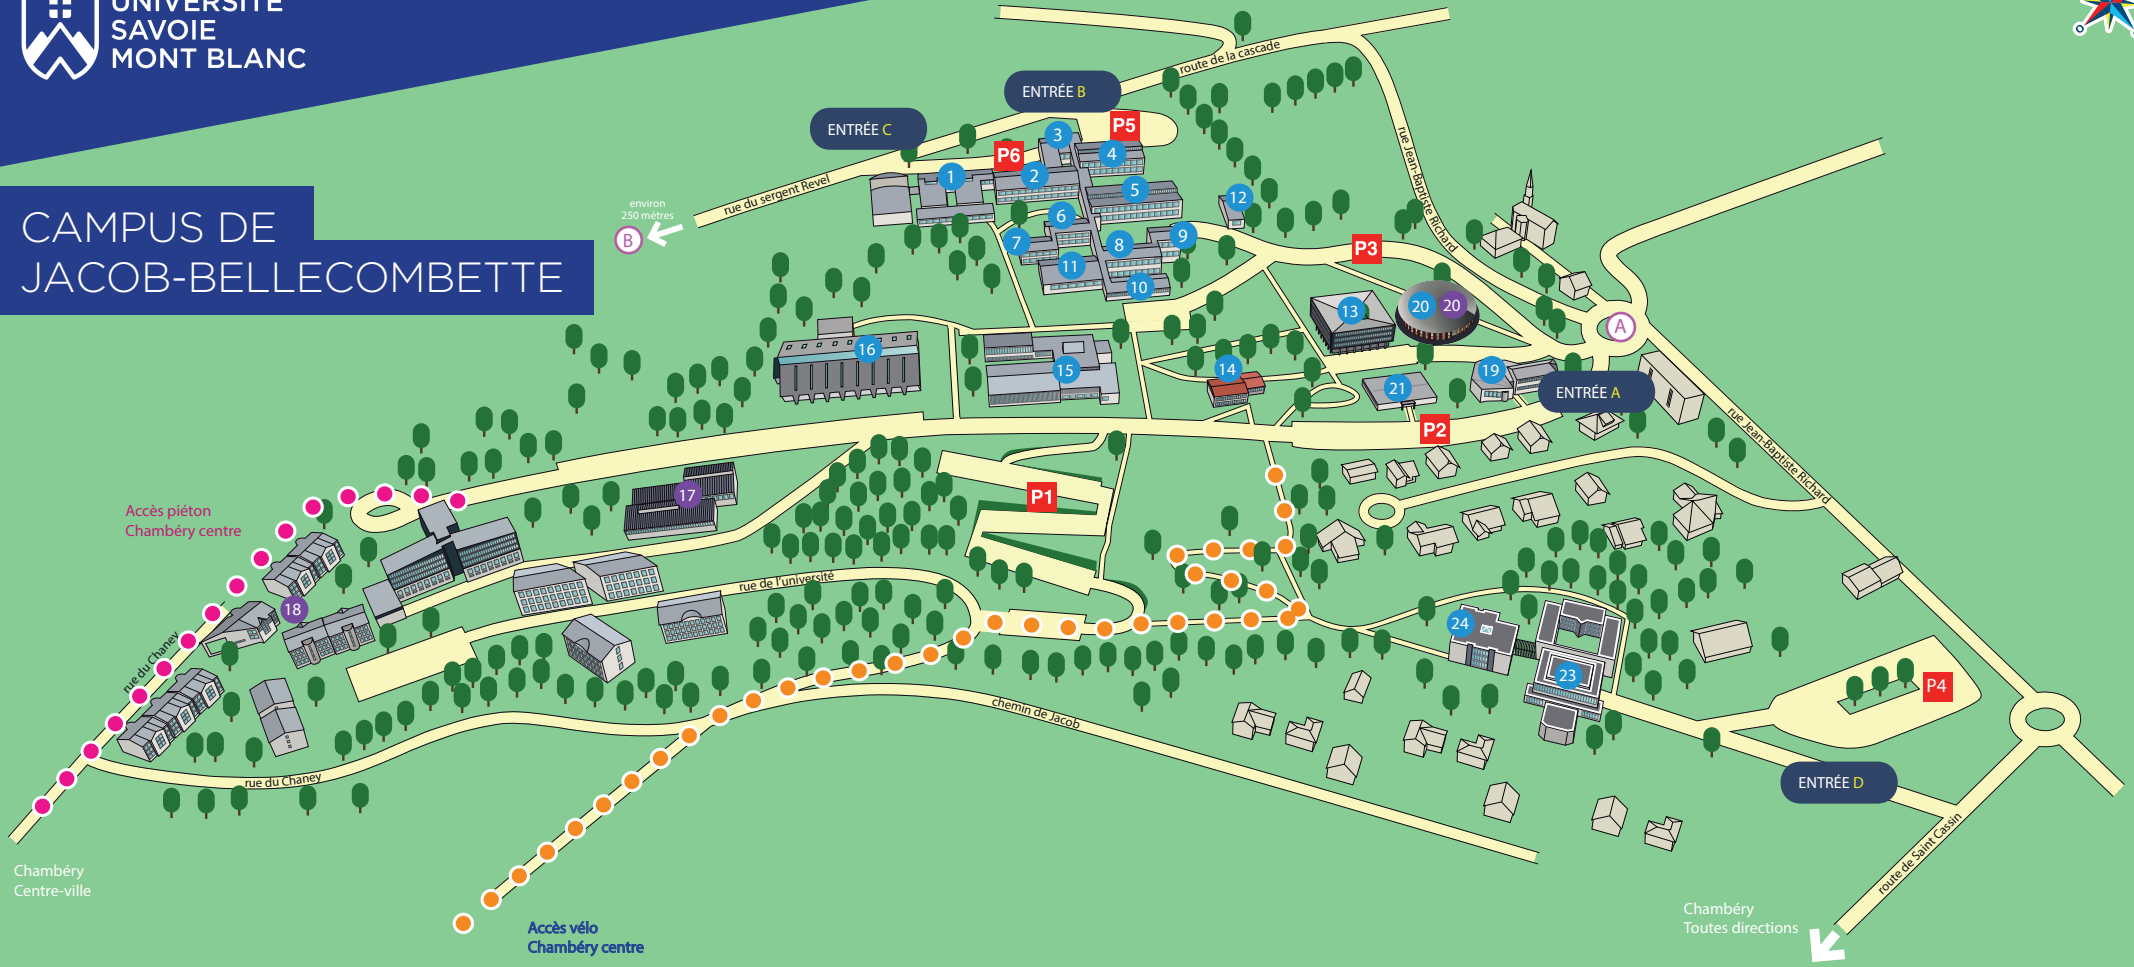 UNIVERSITÉ
SAVOIE
MONT BLANC
CAMPUS DE
JACOB-BELLECOMBETTE
route de la cascade
ENTRÉE B
ENTRÉE C
P5
3
P6
4
1
2
5
12
rue du sergent Revel
rue Jean-Baptiste Richard
environ
250 mètres
B
6
7
8
9
P3
11
10
13
20
20
A
16
15
14
19
21
ENTRÉE A
P2
rue Jean-Baptiste Richard
17
P1
Accès piéton
Chambéry centre
18
rue de l'université
24
rue du Chaney
23
P4
chemin de Jacob
rue du Chaney
ENTRÉE D
route de Saint Cassin
Chambéry
Centre-ville
Accès vélo
Chambéry centre
Chambéry
Toutes directions